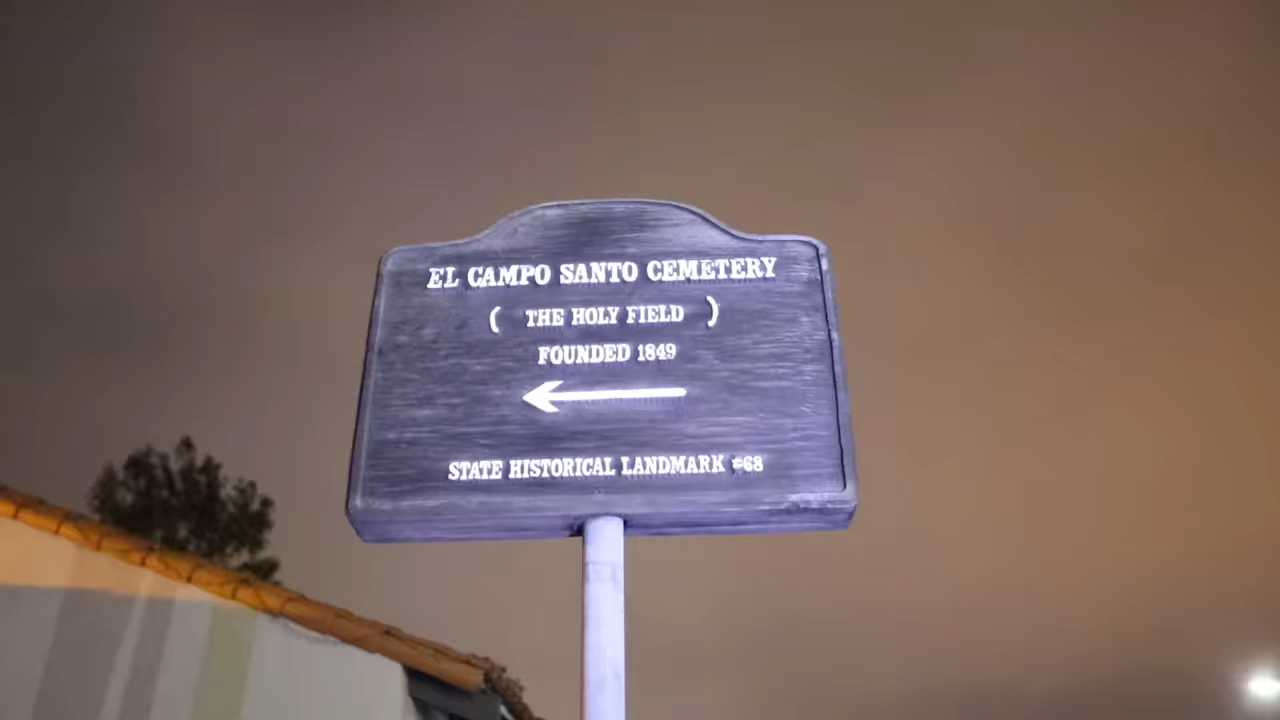 EL CAMPO SANTO CEMETERY
( THE HOLY FIELD )
FOUNDED 1849
STATE HISTORICAL LANDMARK #68